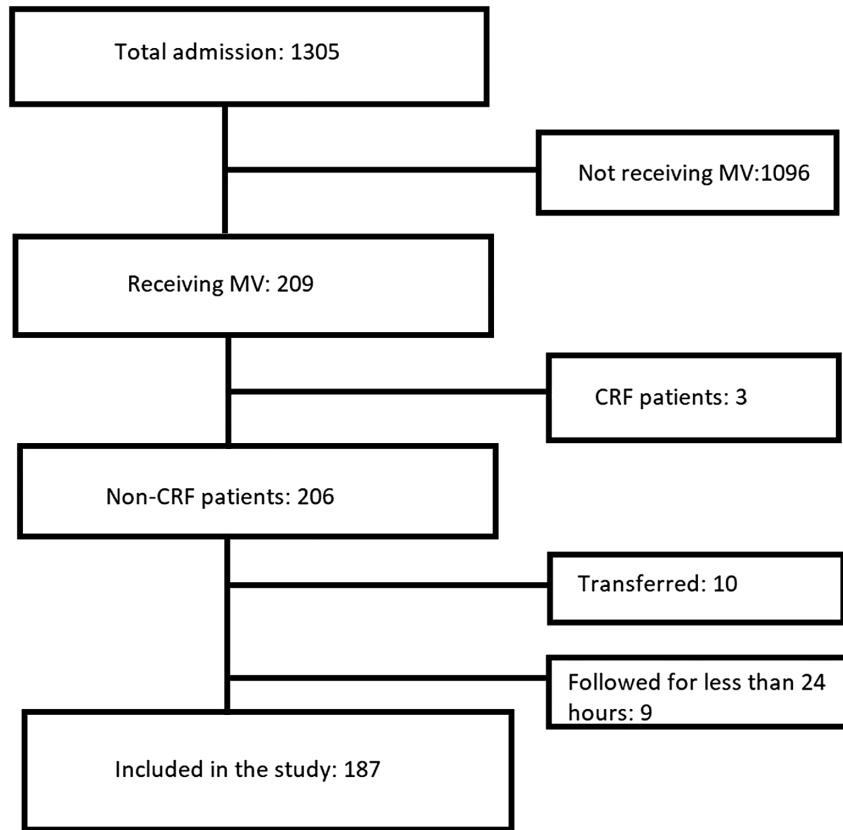 Total admission: 1305
Not receiving MV:1096
Receiving MV: 209
CRF patients: 3
Non-CRF patients: 206
Transferred: 10
Followed for less than 24
hours: 9
Included in the study: 187